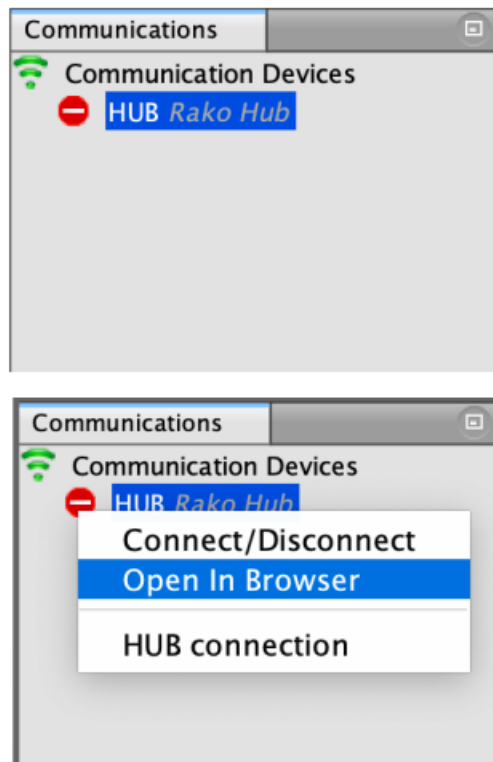 Communications
Communication Devices
HUB Rako Hub
Communications
Communication Devices
HUB Rako Hub
Connect/Disconnect
Open In Browser
HUB connection